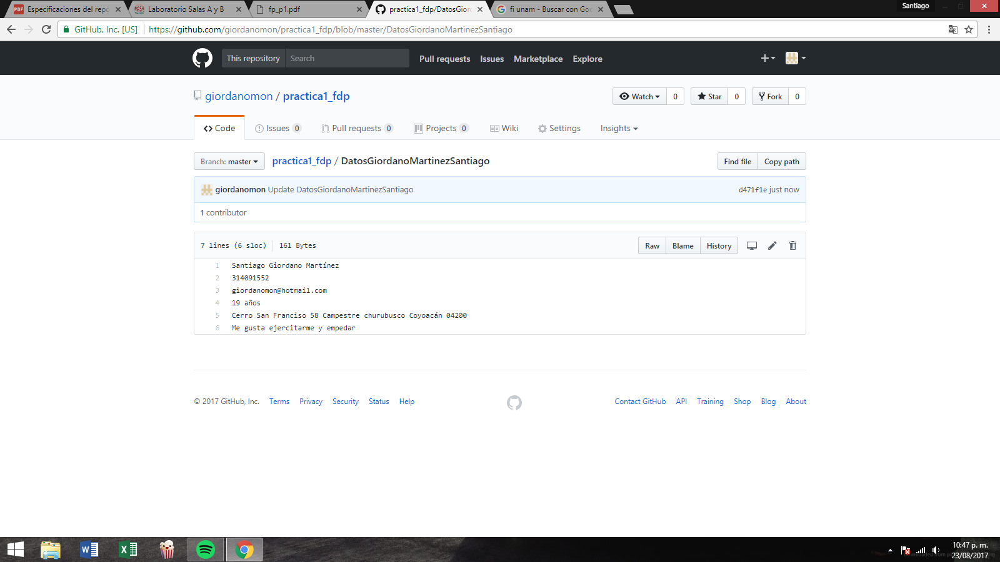 Santiago
Especificaciones del repo
Laboratorio Salas A y B
fp_p1.pdf
practica1_fdp/DatosGior
fi unam - Buscar con Goo
GitHub, Inc. [US]
https://github.com/giordanomon/practica1_fdp/blob/master/DatosGiordanoMartinezSantiago
This repository
Search
Pull requests
Issues
Marketplace
Explore
giordanomon / practica1_fdp
Watch 0
Star 0
Fork 0
Code
Issues 0
Pull requests 0
Projects 0
Wiki
Settings
Insights
Branch: master
practica1_fdp / DatosGiordanoMartinezSantiago
Find file
Copy path
giordanomon Update DatosGiordanoMartinezSantiago
d471f1e just now
1 contributor
7 lines (6 sloc)
161 Bytes
Raw
Blame
History
1 Santiago Giordano Martínez
2 314091552
3 giordanomon@hotmail.com
4 19 años
5 Cerro San Franciso 58 Campestre churubusco Coyoacán 04200
6 Me gusta ejercitarme y empedar
© 2017 GitHub, Inc.
Terms
Privacy
Security
Status
Help
Contact GitHub
API
Training
Shop
Blog
About
10:47 p. m.
23/08/2017